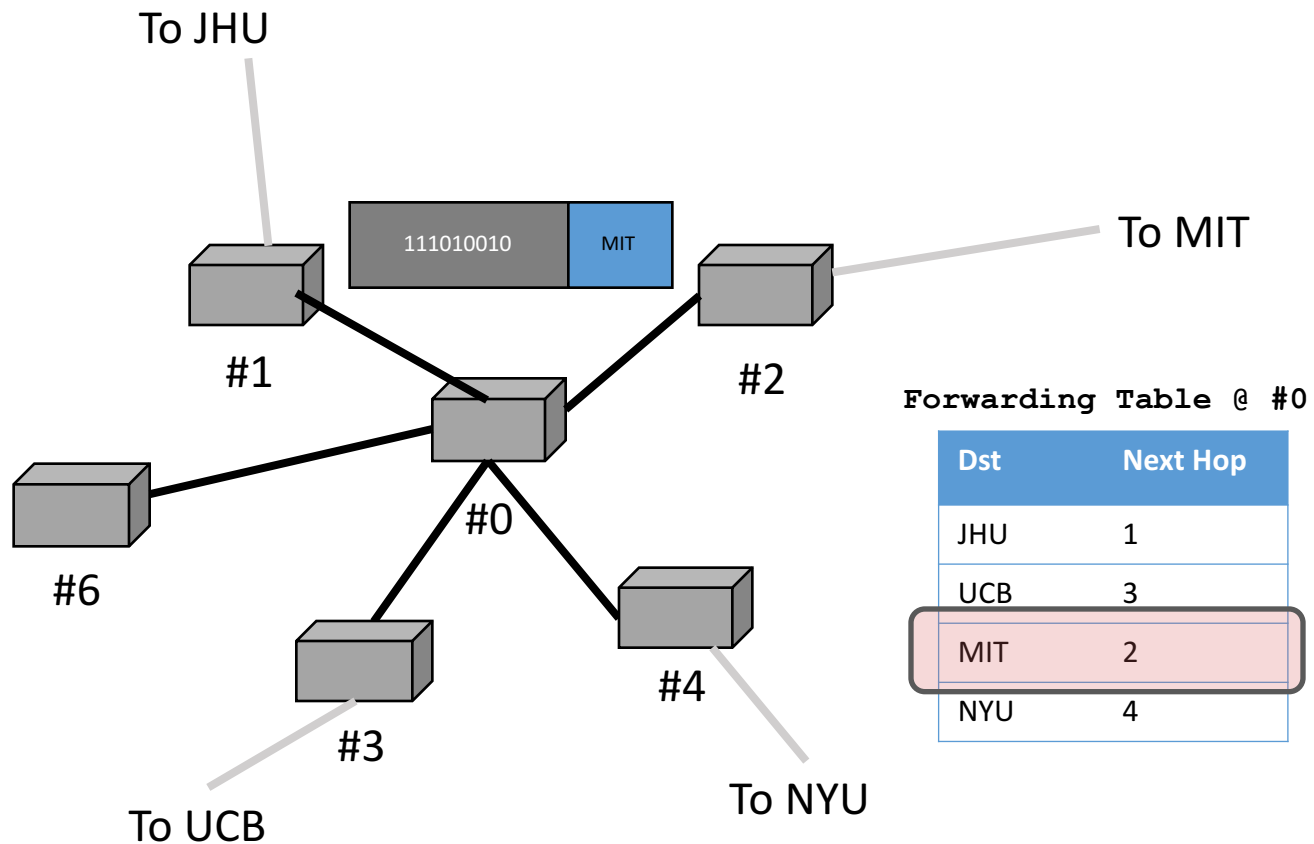 To JHU
111010010 MIT
To MIT
#1
#2
Forwarding Table @ #0
Dst Next Hop
JHU 1
UCB 3
MIT 2
NYU 4
#0
#6
#4
#3
To NYU
To UCB